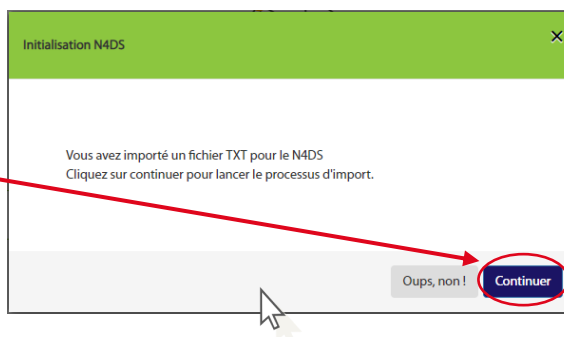 Initialisation N4DS
Vous avez importé un fichier TXT pour le N4DS
Cliquez sur continuer pour lancer le processus d'import.
Oups, non !
Continuer